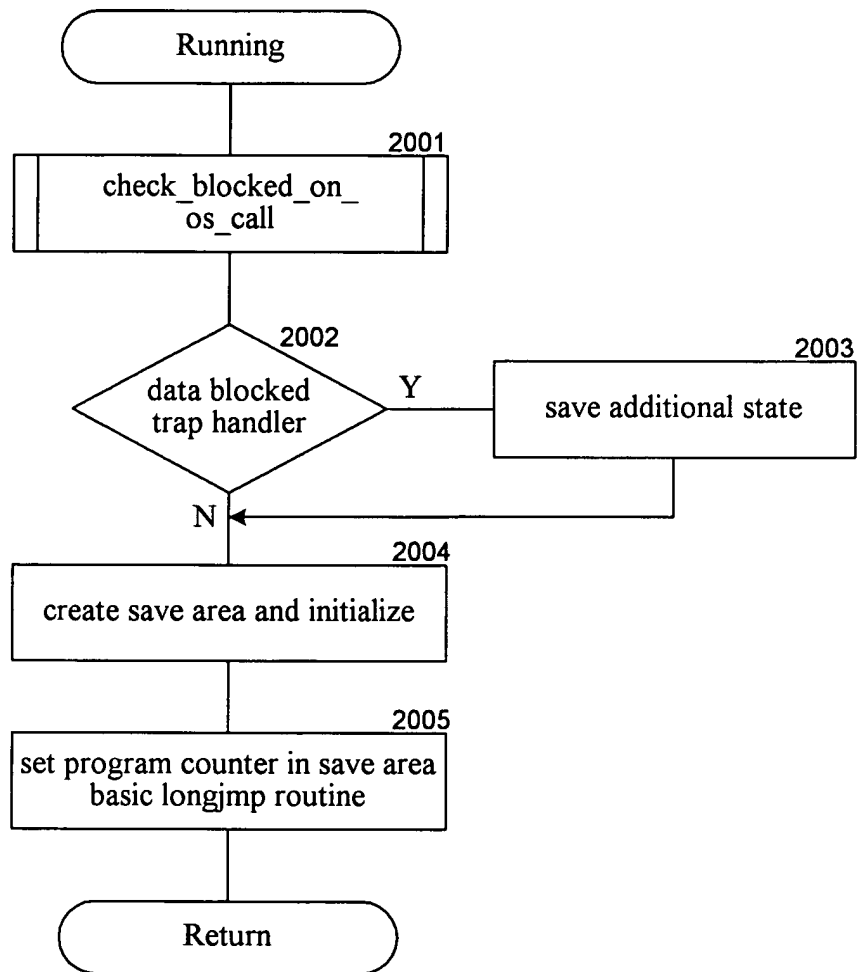 Running
2001
check_blocked_on_
os_call
2002
data blocked
trap handler
Y
2003
save additional state
N
2004
create save area and initialize
2005
set program counter in save area
basic longjmp routine
Return